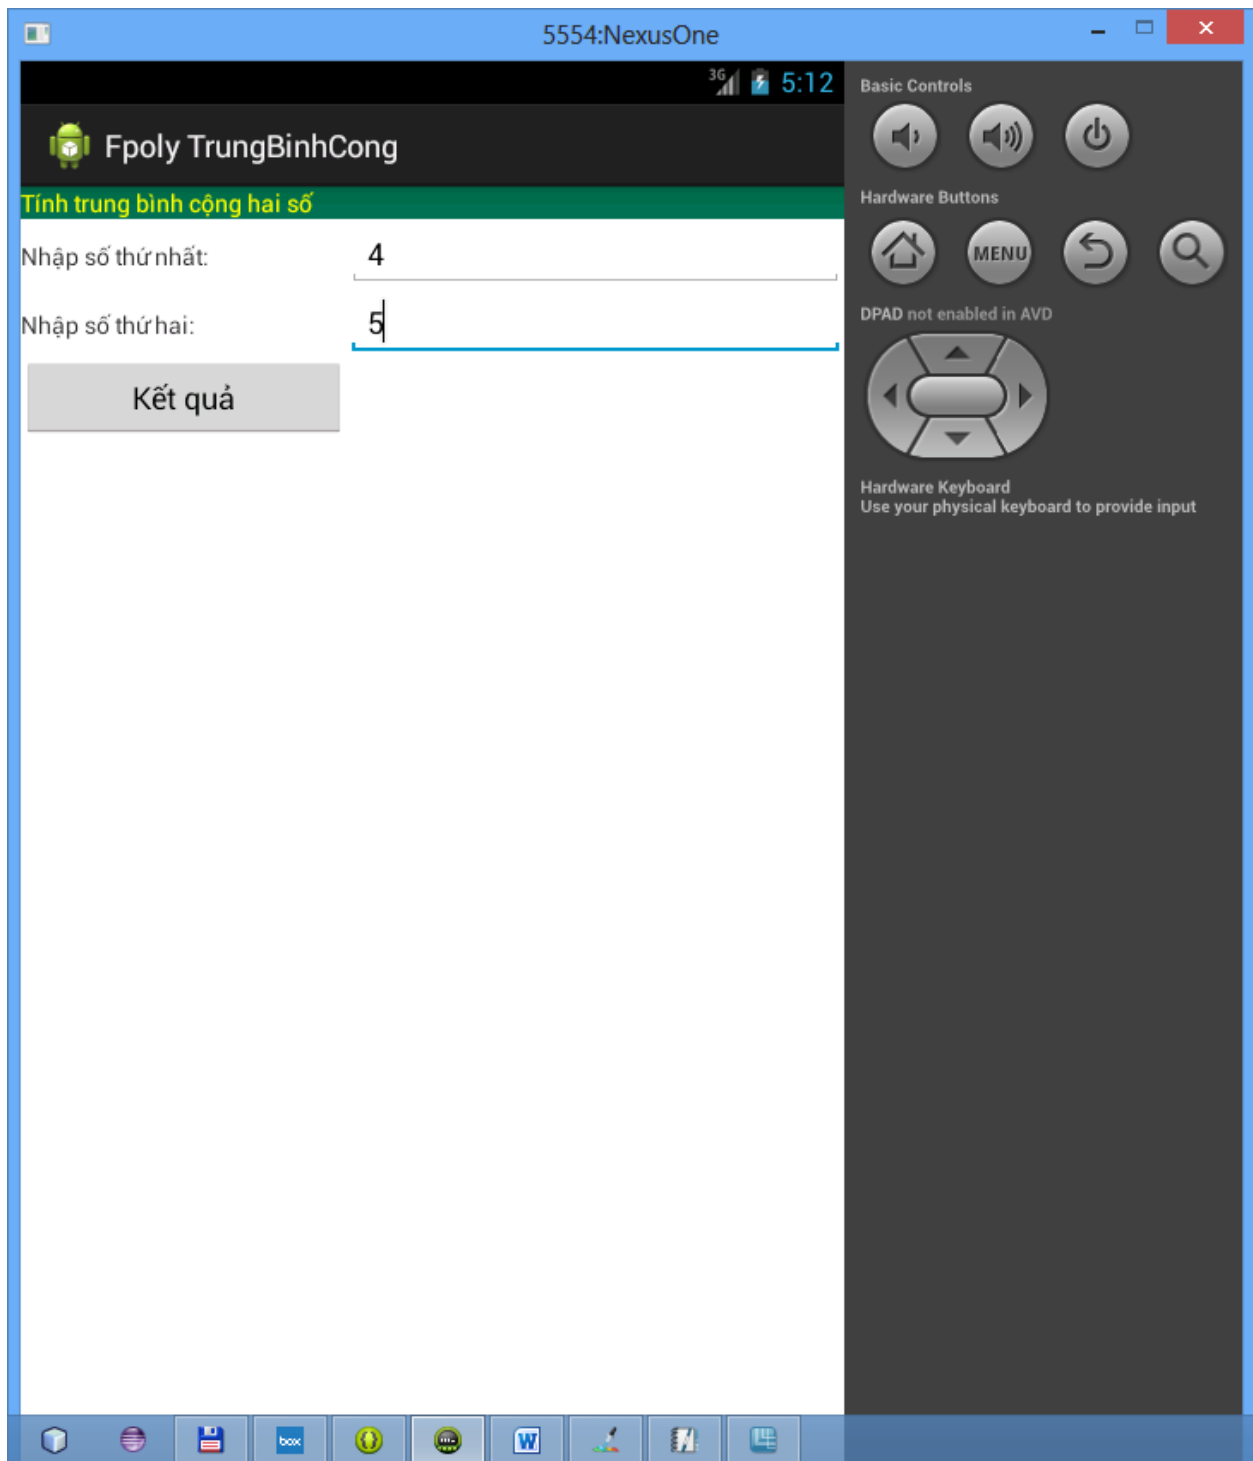 5554:NexusOne
3G 5:12
Fpoly TrungBinhCong
Tính trung bình cộng hai số
Nhập số thứ nhất: 4
Nhập số thứ hai: 5
Kết quả
Basic Controls
Hardware Buttons
MENU
DPAD not enabled in AVD
Hardware Keyboard
Use your physical keyboard to provide input
box
W